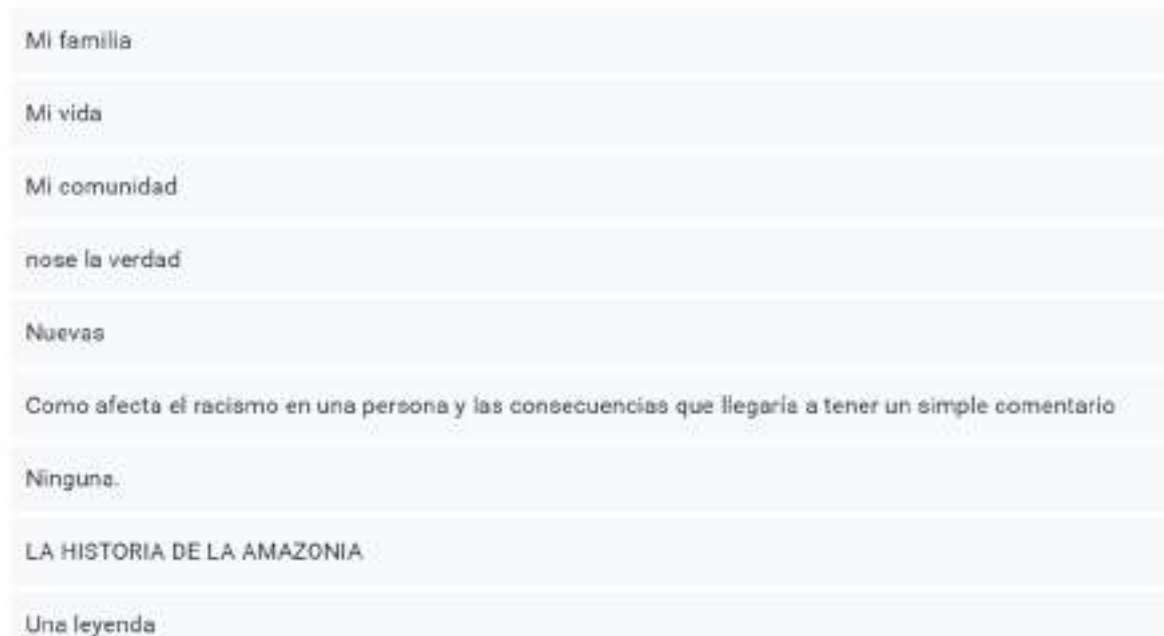 Mi familia
Mi vida
Mi comunidad
nose la verdad
Nuevas
Como afecta el racismo en una persona y las consecuencias que llegaría a tener un simple comentario
Ninguna.
LA HISTORIA DE LA AMAZONIA
Una leyenda